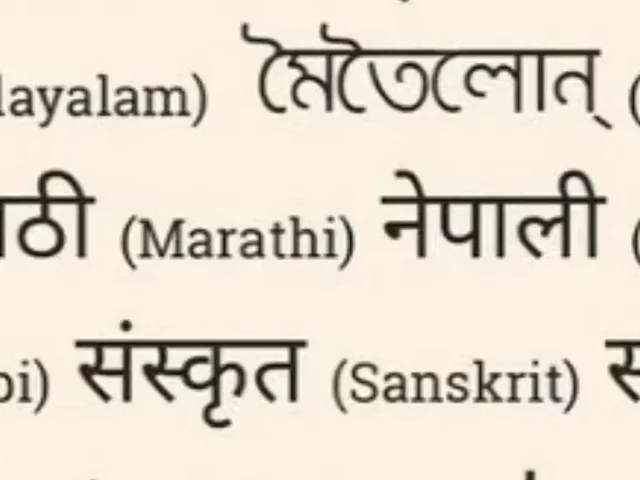 layalam) মৈতৈলোন্ (
ाठी (Marathi) नेपाली (
bi) संस्कृत (Sanskrit) स